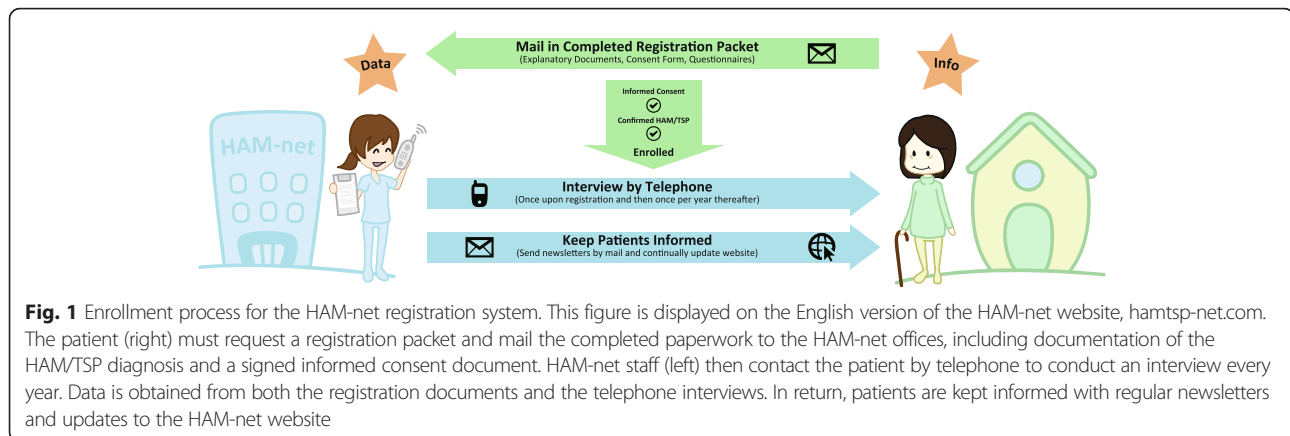 Mail in Completed Registration Packet
(Explanatory Documents, Consent Form, Questionnaires)
Data
Info
Informed Consent
Confirmed HAM/TSP
Enrolled
HAM-net
Interview by Telephone
(Once upon registration and then once per year thereafter)
Keep Patients Informed
(Send newsletters by mail and continually update website)
Fig. 1 Enrollment process for the HAM-net registration system. This figure is displayed on the English version of the HAM-net website, hamtsp-net.com.
The patient (right) must request a registration packet and mail the completed paperwork to the HAM-net offices, including documentation of the
HAM/TSP diagnosis and a signed informed consent document. HAM-net staff (left) then contact the patient by telephone to conduct an interview every
year. Data is obtained from both the registration documents and the telephone interviews. In return, patients are kept informed with regular newsletters
and updates to the HAM-net website